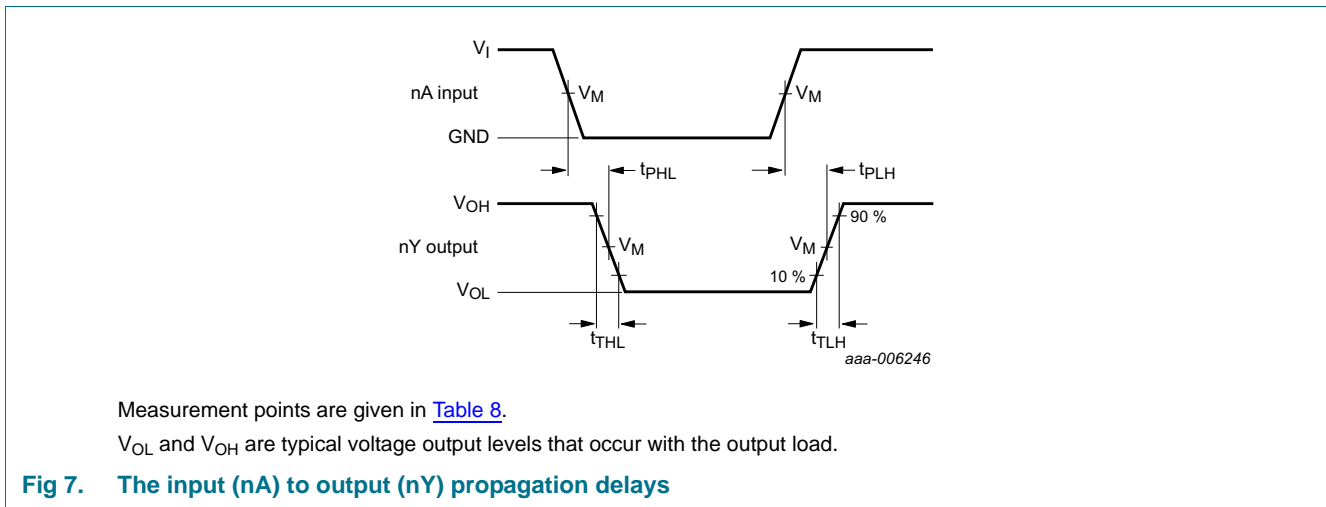 V_I
nA input
V_M
V_M
GND
t_PHL
t_PLH
V_OH
90 %
nY output
V_M
V_M
10 %
V_OL
t_THL
t_TLH
aaa-006246
Measurement points are given in Table 8.
V_OL and V_OH are typical voltage output levels that occur with the output load.
Fig 7. The input (nA) to output (nY) propagation delays